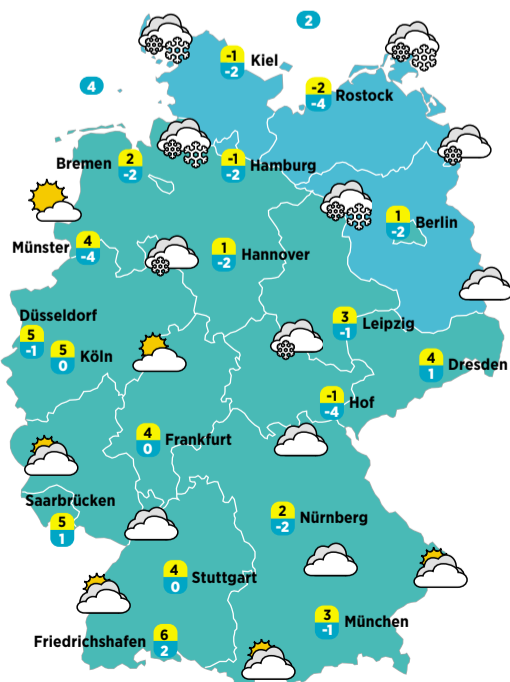 2
-1
-2
Kiel
4
-2
-4
Rostock
Bremen
2
-2
-1
-2
Hamburg
1
-2
Berlin
Münster
4
-4
1
-2
Hannover
Düsseldorf
5
-1
5
0
Köln
3
-1
Leipzig
4
1
Dresden
-1
-4
Hof
4
0
Frankfurt
Saarbrücken
5
1
2
-2
Nürnberg
4
0
Stuttgart
3
-1
München
Friedrichshafen
6
2